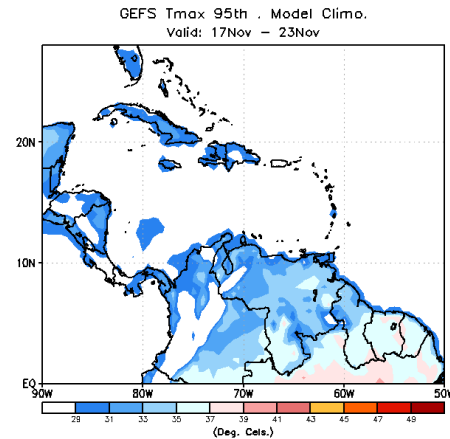 GEFS Tmax 95th . Model Climo.
Valid: 17Nov – 23Nov
20N
10N
EQ
90W 80W 70W 60W 50W
29 31 33 35 37 39 41 43 45 47 49
(Deg. Cels.)